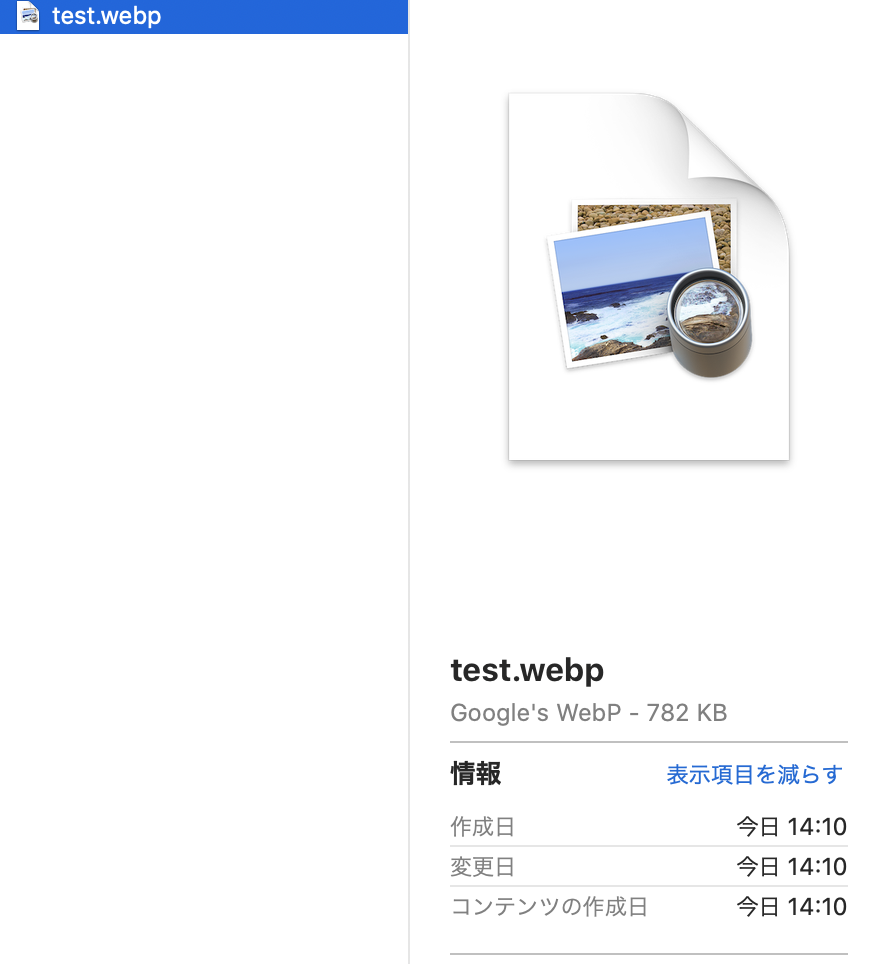 test.webp
test.webp
Google's WebP - 782 KB
情報 表示項目を減らす
作成日 今日 14:10
変更日 今日 14:10
コンテンツの作成日 今日 14:10